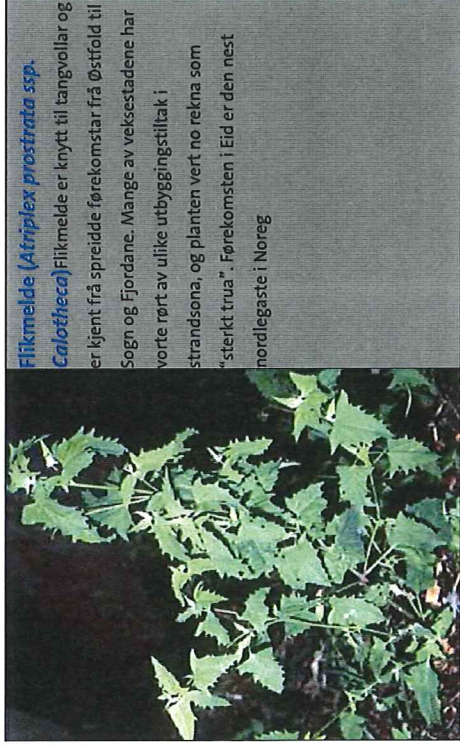 Flikmelde (Atriplex prostrata ssp.
Calotheca)Flikmelde er knytt til tangvollar og
er kjent frå spreidde førekomstar frå Østfold til
Sogn og Fjordane. Mange av veksestadene har
vorte rørt av ulike utbyggingstiltak i
strandsona, og planten vert no rekna som
"sterkt trua". Førekomsten i Eid er den nest
nordlegaste i Noreg